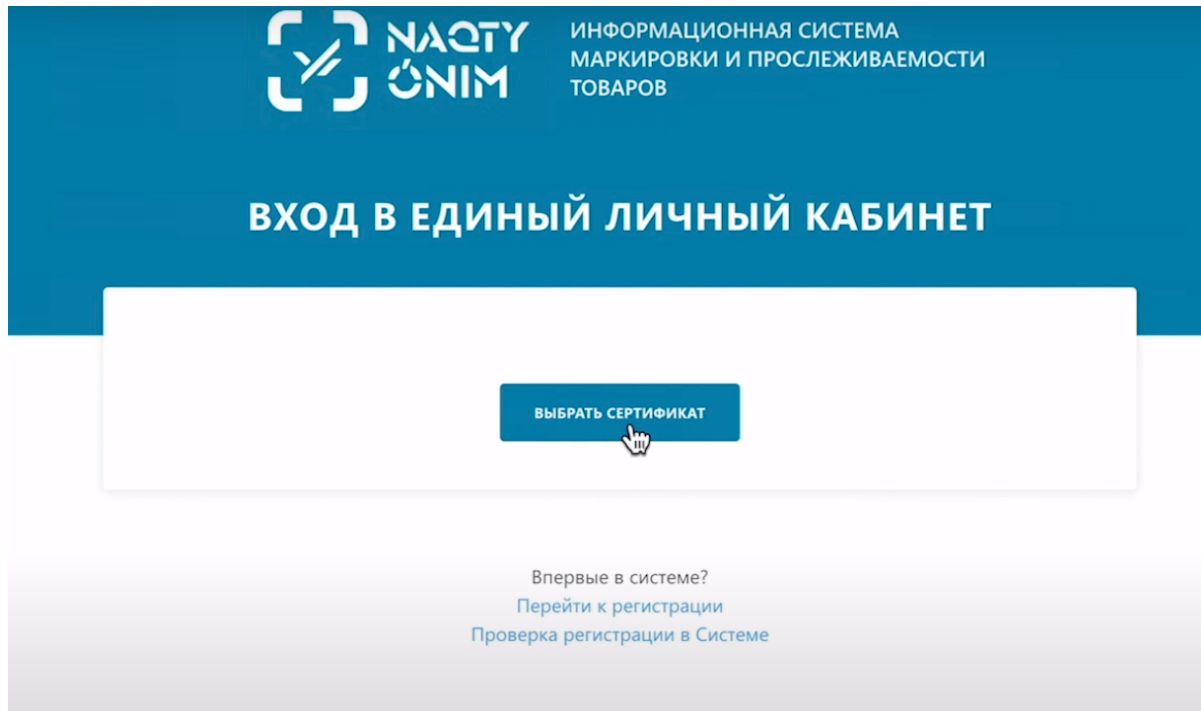 NAQTY
ÓNIM
ИНФОРМАЦИОННАЯ СИСТЕМА
МАРКИРОВКИ И ПРОСЛЕЖИВАЕМОСТИ
ТОВАРОВ
ВХОД В ЕДИНЫЙ ЛИЧНЫЙ КАБИНЕТ
ВЫБРАТЬ СЕРТИФИКАТ
Впервые в системе?
Перейти к регистрации
Проверка регистрации в Системе